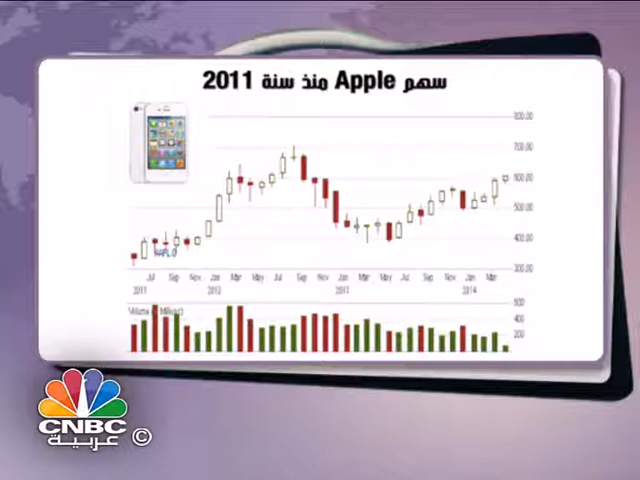 سهم Apple منذ سنة 2011
800.00
700.00
600.00
500.00
400.00
300.00
Jul Sep Nov Jan Mar May Jul Sep Nov Jan Mar May Jul Sep Nov Jan Mar
2011 2012 2013 2014
Volume
400
200
CNBC
عربية ©